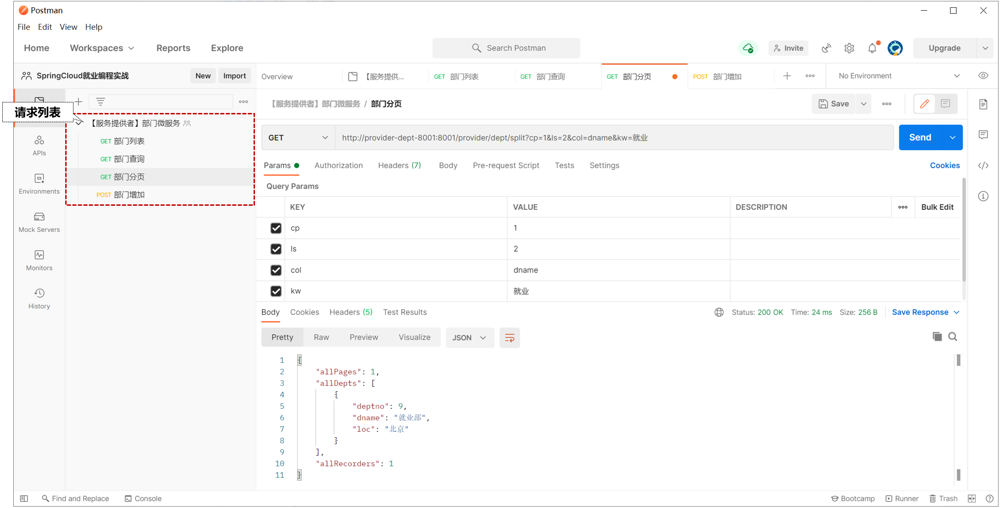 Postman
File Edit View Help
Home Workspaces Reports Explore Search Postman Invite Upgrade
SpringCloud就业编程实战 New Import
Overview 【服务提供... GET 部门列表 GET 部门查询 GET 部门分页 POST 部门增加 No Environment
请求列表
【服务提供者】部门微服务
GET 部门列表
GET 部门查询
GET 部门分页
POST 部门增加
APIs
Environments
Mock Servers
Monitors
History
【服务提供者】部门微服务 / 部门分页 Save
GET http://provider-dept-8001:8001/provider/dept/split?cp=1&ls=2&col=dname&kw=就业 Send
Params Authorization Headers (7) Body Pre-request Script Tests Settings Cookies
Query Params
KEY VALUE DESCRIPTION Bulk Edit
cp 1
ls 2
col dname
kw 就业
Body Cookies Headers (5) Test Results Status: 200 OK Time: 24 ms Size: 256 B Save Response
Pretty Raw Preview Visualize JSON
1 {
2 "allPages": 1,
3 "allDepts": [
4 {
5 "deptno": 9,
6 "dname": "就业部",
7 "loc": "北京"
8 }
9 ],
10 "allRecorders": 1
11 }
Find and Replace Console Bootcamp Runner Trash